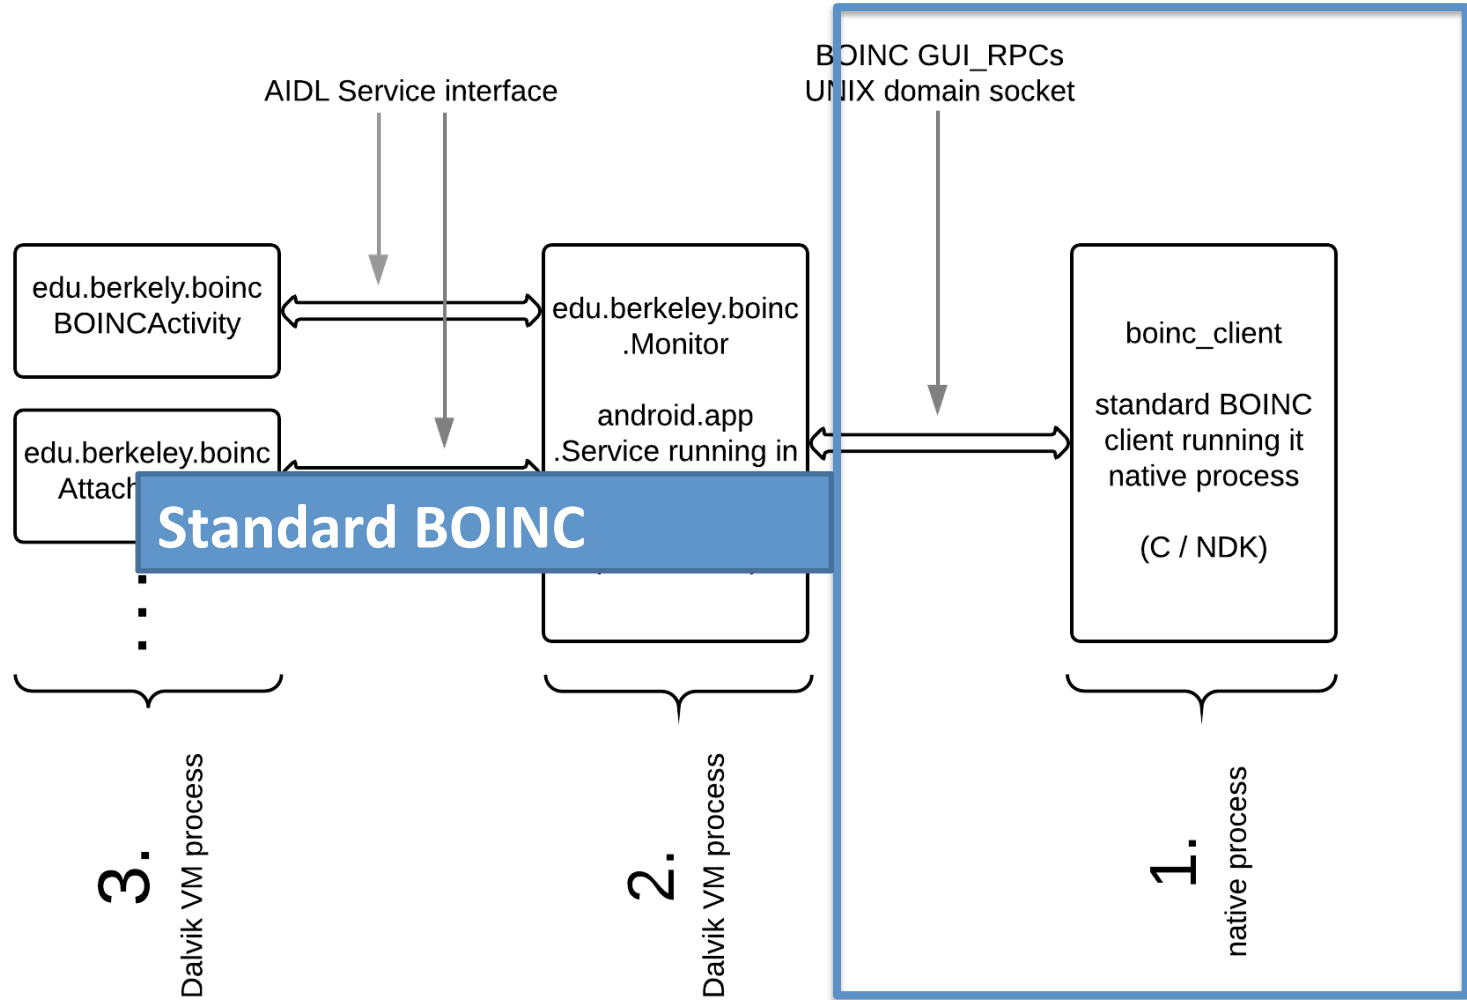 BOINC GUI_RPCs
UNIX domain socket
AIDL Service interface
edu.berkely.boinc
BOINCActivity
edu.berkeley.boinc
Attach
edu.berkeley.boinc
.Monitor
android.app
.Service running in
boinc_client
standard BOINC
client running it
native process
(C / NDK)
Standard BOINC
3.
Dalvik VM process
2.
Dalvik VM process
1.
native process